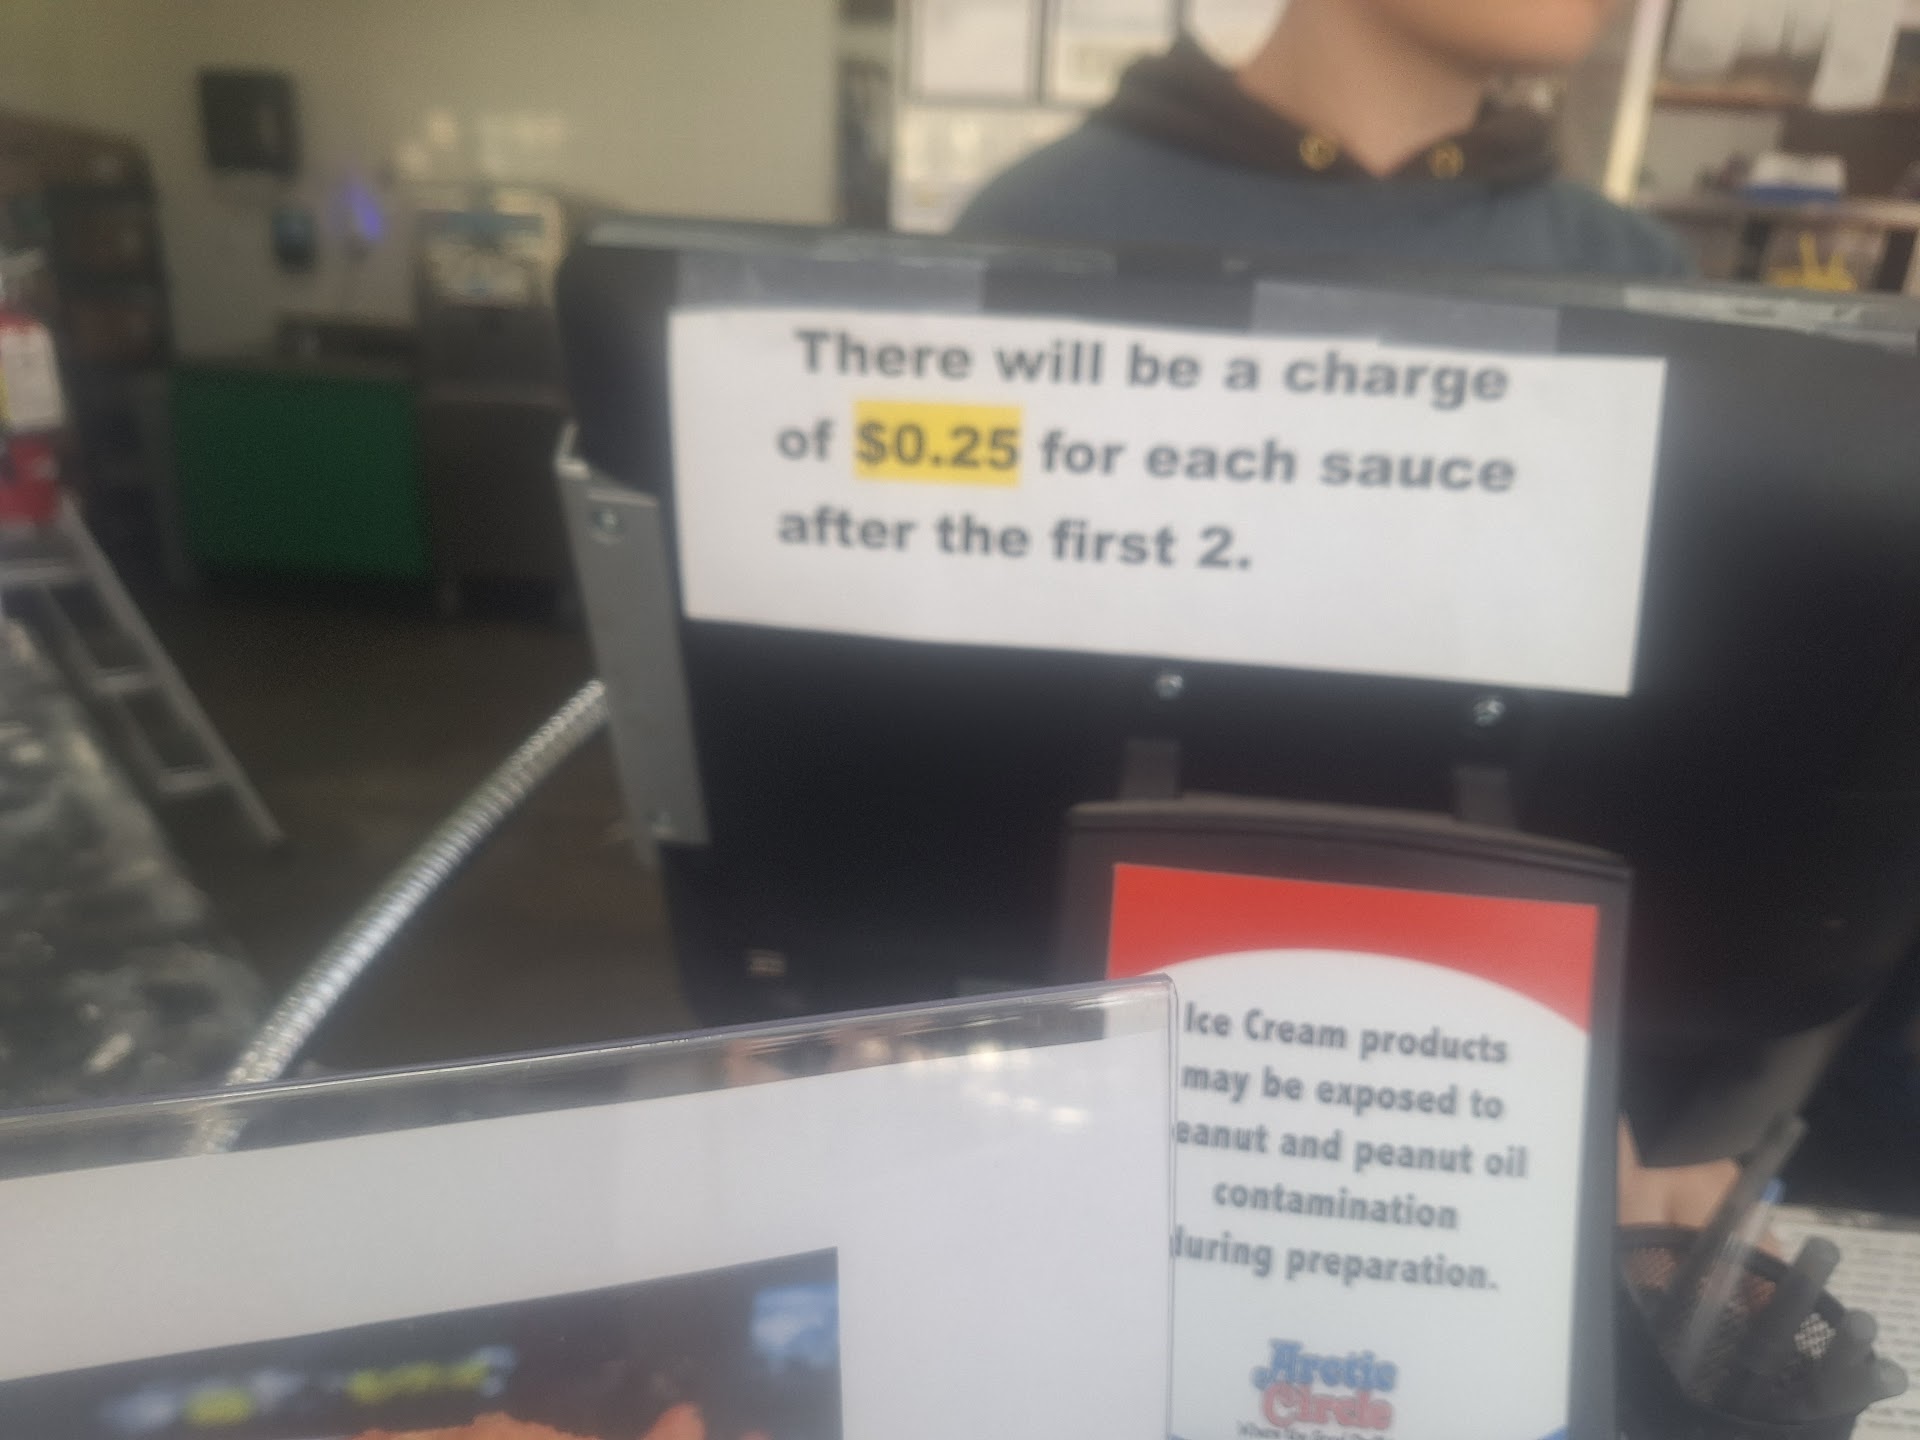 There will be a charge
of $0.25 for each sauce
after the first 2.
Ice Cream products
may be exposed to
eanut and peanut oil
contamination
during preparation.
Arctic
Circle